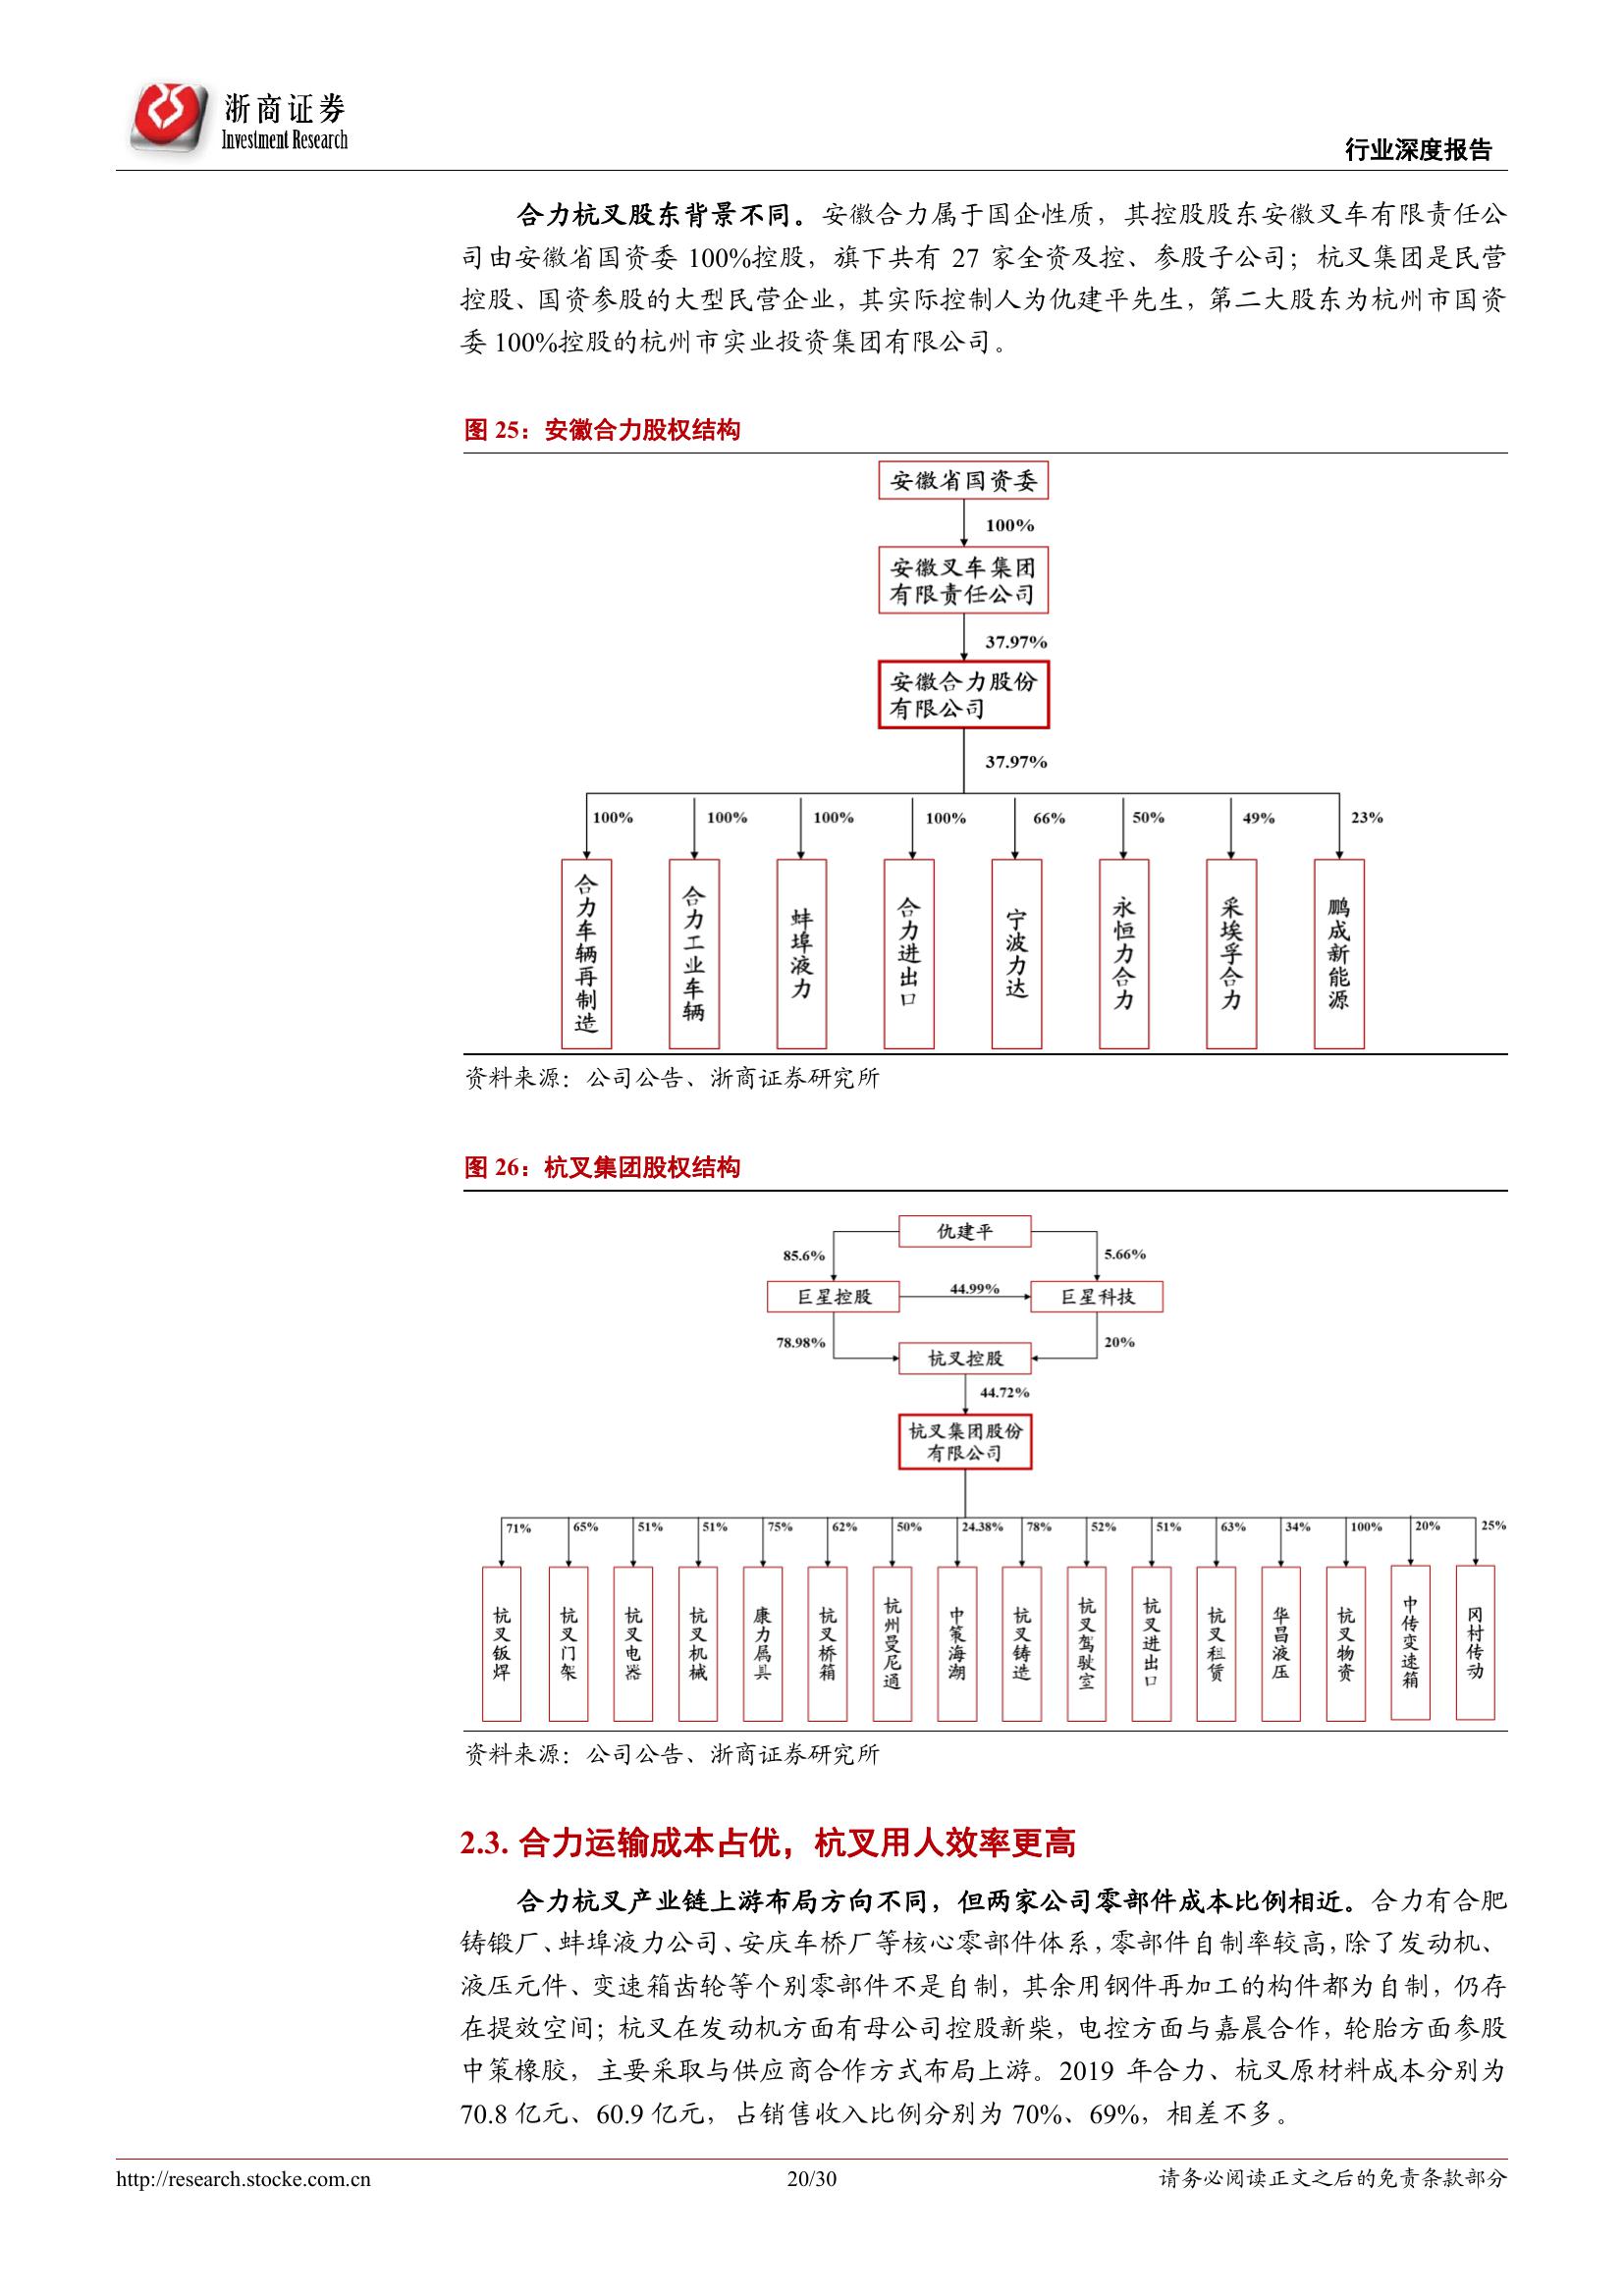 浙商证券
Investment Research
行业深度报告
合力杭叉股东背景不同。安徽合力属于国企性质，其控股股东安徽叉车有限责任公
司由安徽省国资委 100%控股，旗下共有 27 家全资及控、参股子公司；杭叉集团是民营
控股、国资参股的大型民营企业，其实际控制人为仇建平先生，第二大股东为杭州市国资
委 100%控股的杭州市实业投资集团有限公司。
图 25：安徽合力股权结构
安徽省国资委
100%
安徽叉车集团
有限责任公司
37.97%
安徽合力股份
有限公司
37.97%
100% 100% 100% 100% 66% 50% 49% 23%
合力车辆再制造
合力工业车辆
蚌埠液力
合力进出口
宁波力达
永恒力合力
采埃孚合力
鹏成新能源
资料来源：公司公告、浙商证券研究所
图 26：杭叉集团股权结构
仇建平
85.6% 5.66%
巨星控股 44.99% 巨星科技
78.98% 20%
杭叉控股
44.72%
杭叉集团股份
有限公司
71% 65% 51% 51% 75% 62% 50% 24.38% 78% 52% 51% 63% 34% 100% 20% 25%
杭叉钣焊
杭叉门架
杭叉电器
杭叉机械
康力属具
杭叉桥箱
杭州曼尼通
中策海潮
杭叉铸造
杭叉驾驶室
杭叉进出口
杭叉租赁
华昌液压
杭叉物资
中传变速箱
冈村传动
资料来源：公司公告、浙商证券研究所
2.3. 合力运输成本占优，杭叉用人效率更高
合力杭叉产业链上游布局方向不同，但两家公司零部件成本比例相近。合力有合肥
铸锻厂、蚌埠液力公司、安庆车桥厂等核心零部件体系，零部件自制率较高，除了发动机、
液压元件、变速箱齿轮等个别零部件不是自制，其余用钢件再加工的构件都为自制，仍存
在提效空间；杭叉在发动机方面有母公司控股新柴，电控方面与嘉晨合作，轮胎方面参股
中策橡胶，主要采取与供应商合作方式布局上游。2019 年合力、杭叉原材料成本分别为
70.8 亿元、60.9 亿元，占销售收入比例分别为 70%、69%，相差不多。
http://research.stocke.com.cn
20/30
请务必阅读正文之后的免责条款部分